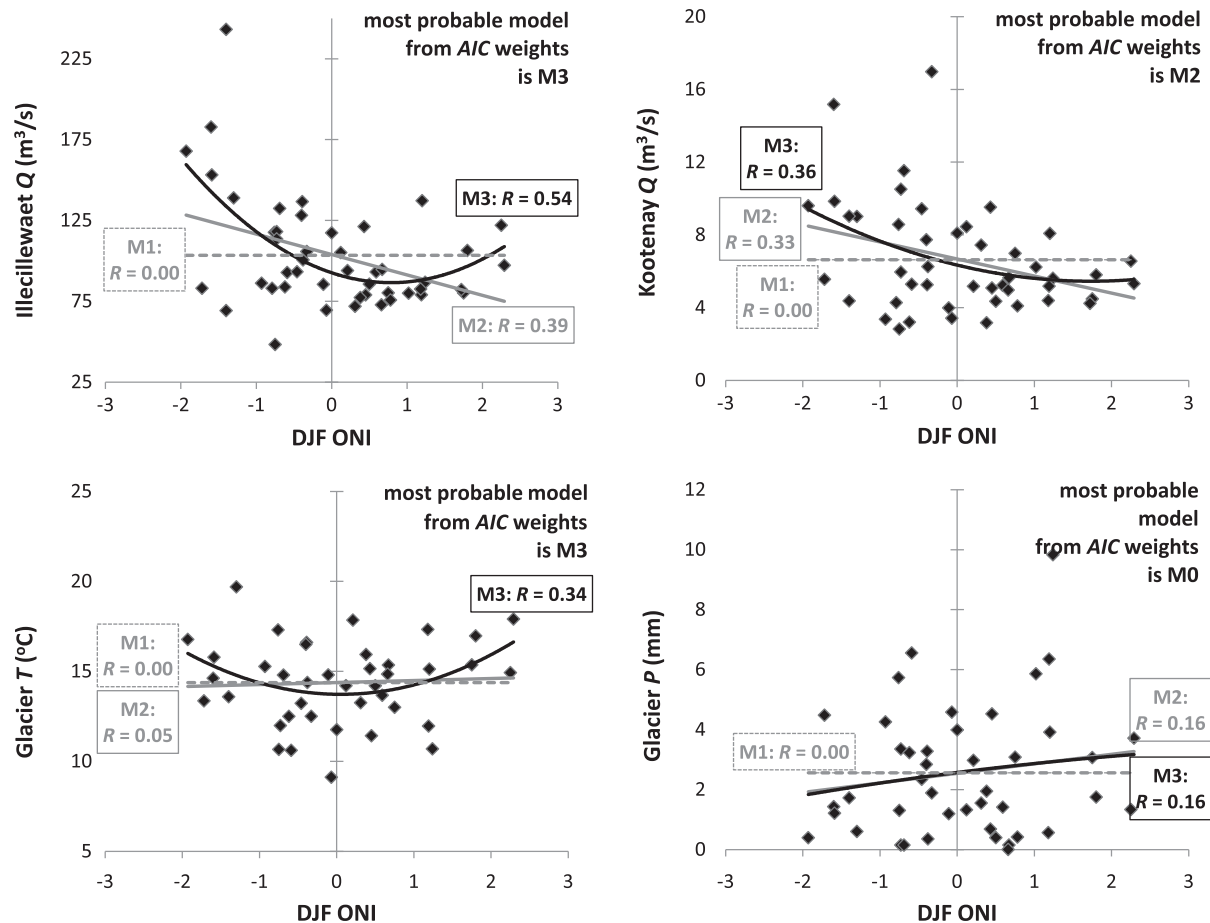 most probable model
from AIC weights
is M3
Illecillewaet Q (m³/s)
225
175
125
75
25
M3: R = 0.54
M1:
R = 0.00
M2: R = 0.39
-3 -2 -1 0 1 2 3
DJF ONI
most probable model
from AIC weights
is M2
Kootenay Q (m³/s)
20
16
12
8
4
0
M3:
R = 0.36
M2:
R = 0.33
M1:
R = 0.00
-3 -2 -1 0 1 2 3
DJF ONI
most probable model
from AIC weights
is M3
Glacier T (°C)
25
20
15
10
5
M3: R = 0.34
M1:
R = 0.00
M2:
R = 0.05
-3 -2 -1 0 1 2 3
DJF ONI
most probable
model
from AIC weights
is M0
Glacier P (mm)
12
10
8
6
4
2
0
M2:
R = 0.16
M1: R = 0.00
M3:
R = 0.16
-3 -2 -1 0 1 2 3
DJF ONI